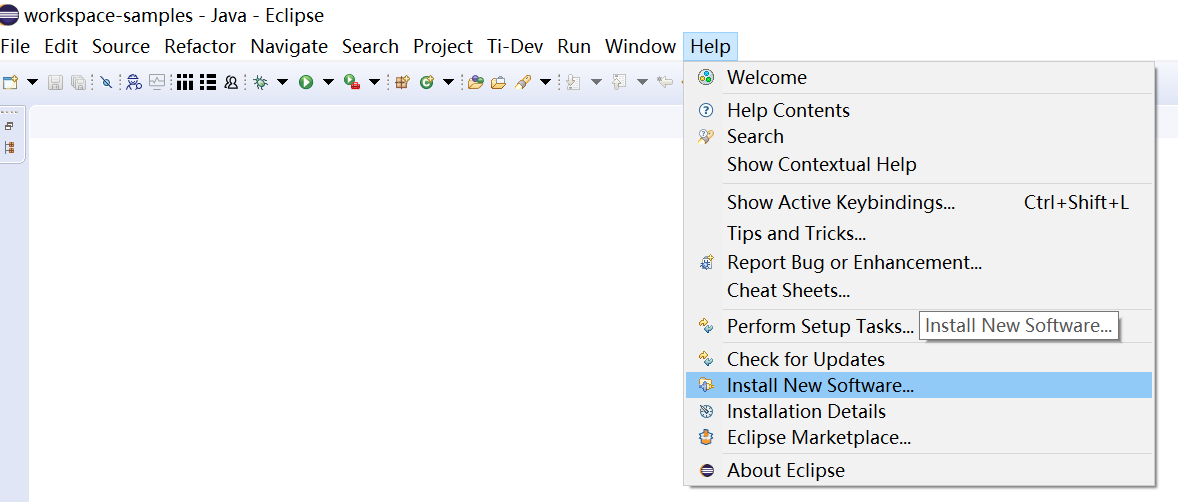 workspace-samples - Java - Eclipse
File Edit Source Refactor Navigate Search Project Ti-Dev Run Window Help
Welcome
Help Contents
Search
Show Contextual Help
Show Active Keybindings... Ctrl+Shift+L
Tips and Tricks...
Report Bug or Enhancement...
Cheat Sheets...
Perform Setup Tasks... Install New Software...
Check for Updates
Install New Software...
Installation Details
Eclipse Marketplace...
About Eclipse